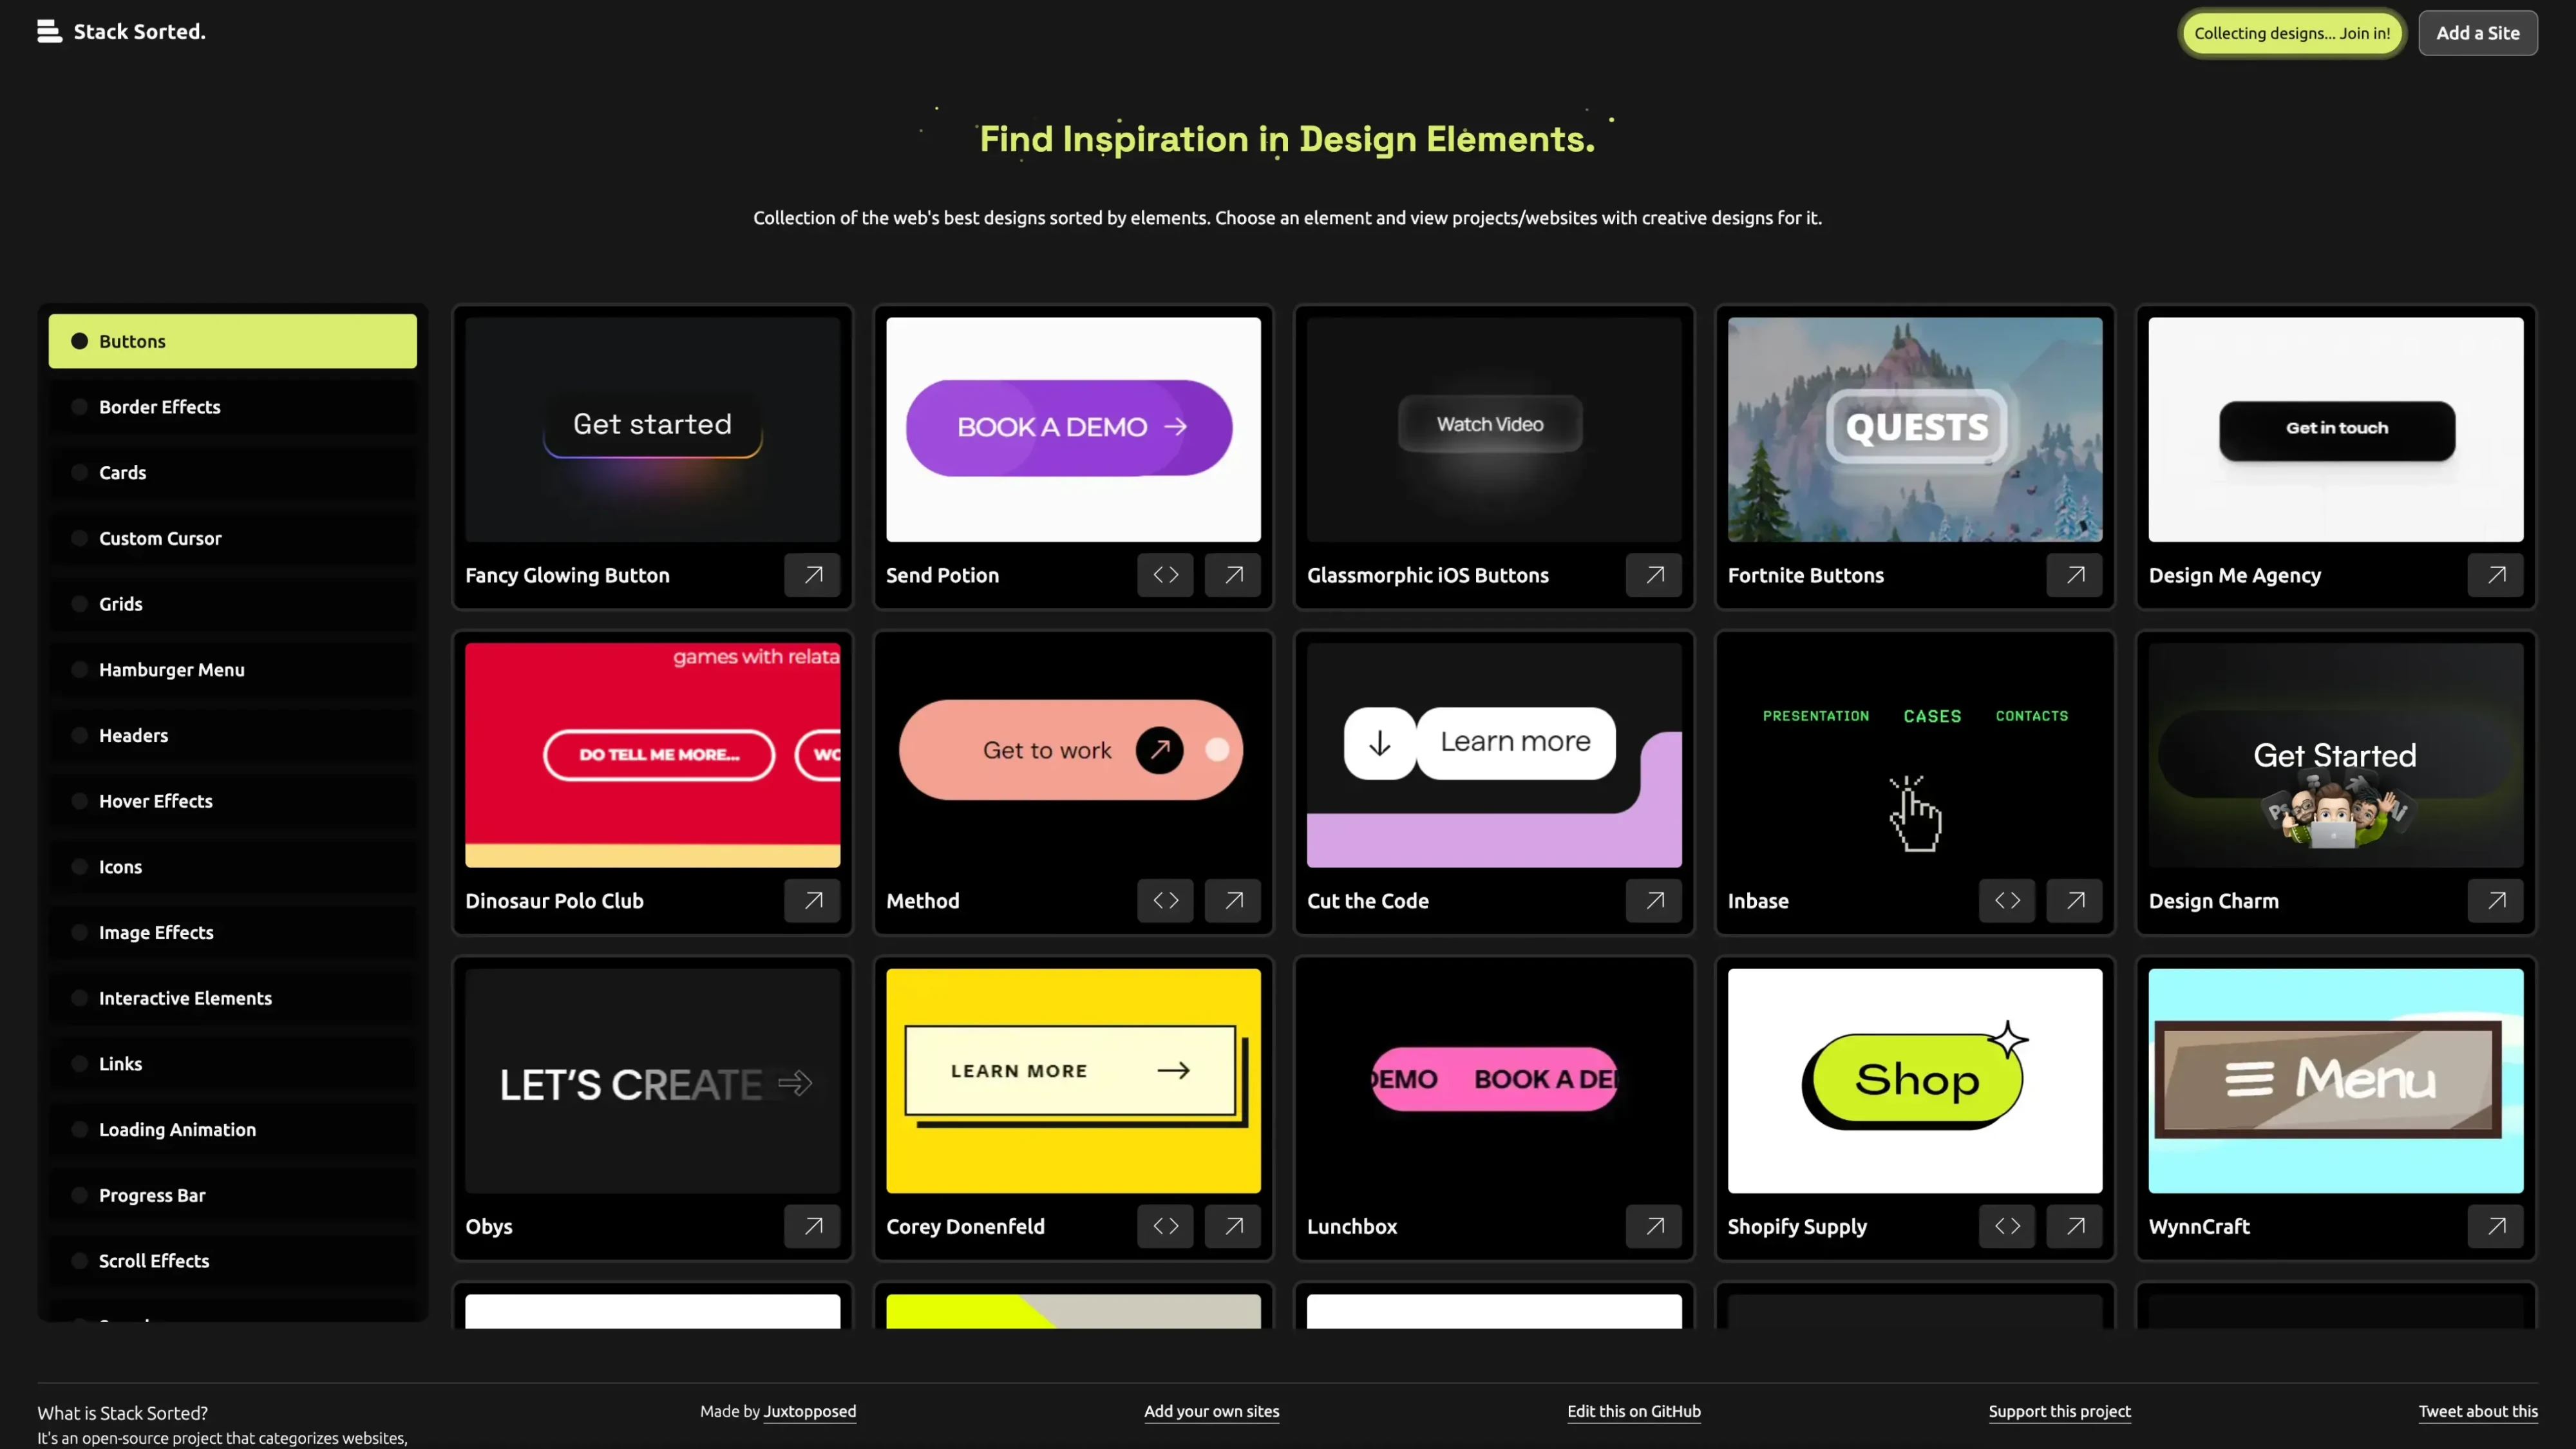 Stack Sorted.
Collecting designs... Join in!
Add a Site
Find Inspiration in Design Elements.
Collection of the web's best designs sorted by elements. Choose an element and view projects/websites with creative designs for it.
Buttons
Border Effects
Cards
Custom Cursor
Grids
Hamburger Menu
Headers
Hover Effects
Icons
Image Effects
Interactive Elements
Links
Loading Animation
Progress Bar
Scroll Effects
Get started
Fancy Glowing Button
BOOK A DEMO
Send Potion
Watch Video
Glassmorphic iOS Buttons
QUESTS
Fortnite Buttons
Get in touch
Design Me Agency
games with relata
DO TELL ME MORE...
WO
Dinosaur Polo Club
Get to work
Method
Learn more
Cut the Code
PRESENTATION CASES CONTACTS
Inbase
Get Started
Ps Ai
Design Charm
LET'S CREATE
Obys
LEARN MORE
Corey Donenfeld
DEMO BOOK A DE
Lunchbox
Shop
Shopify Supply
Menu
WynnCraft
What is Stack Sorted?
It's an open-source project that categorizes websites,
Made by Juxtopposed
Add your own sites
Edit this on GitHub
Support this project
Tweet about this